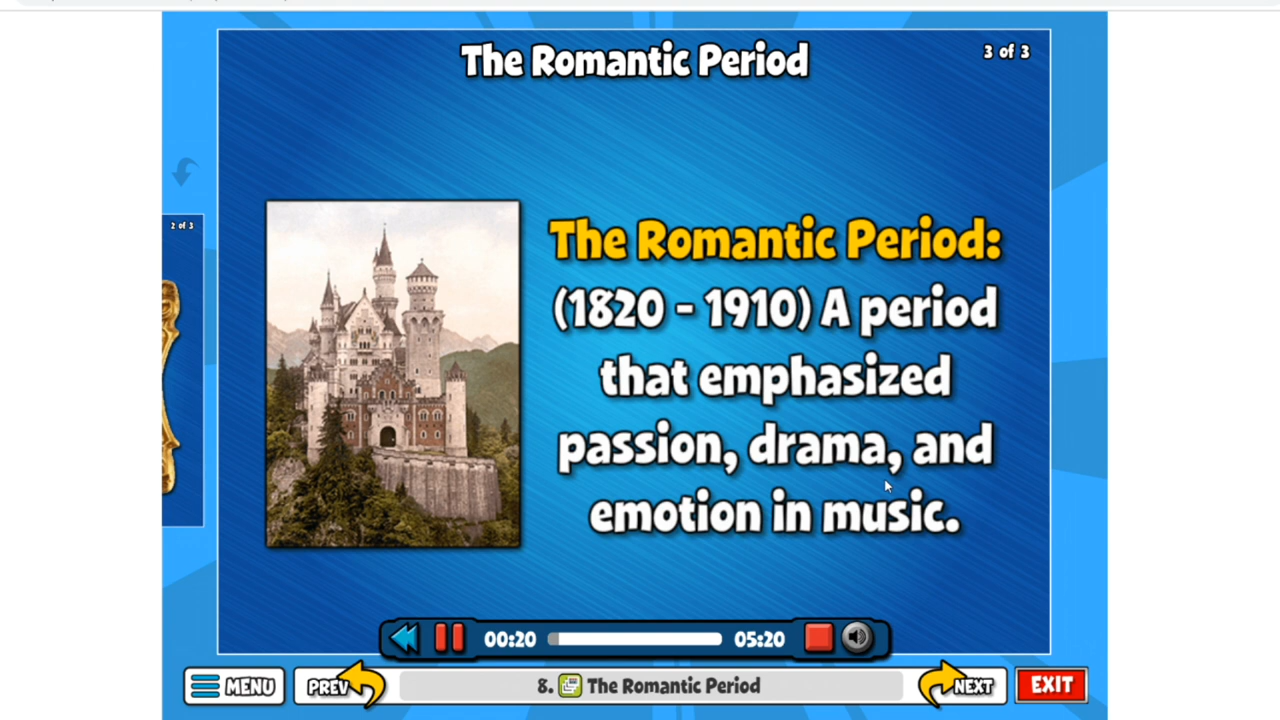 The Romantic Period
3 of 3
2 of 3
The Romantic Period:
(1820 - 1910) A period
that emphasized
passion, drama, and
emotion in music.
00:20
05:20
MENU
PREV
8. The Romantic Period
NEXT
EXIT